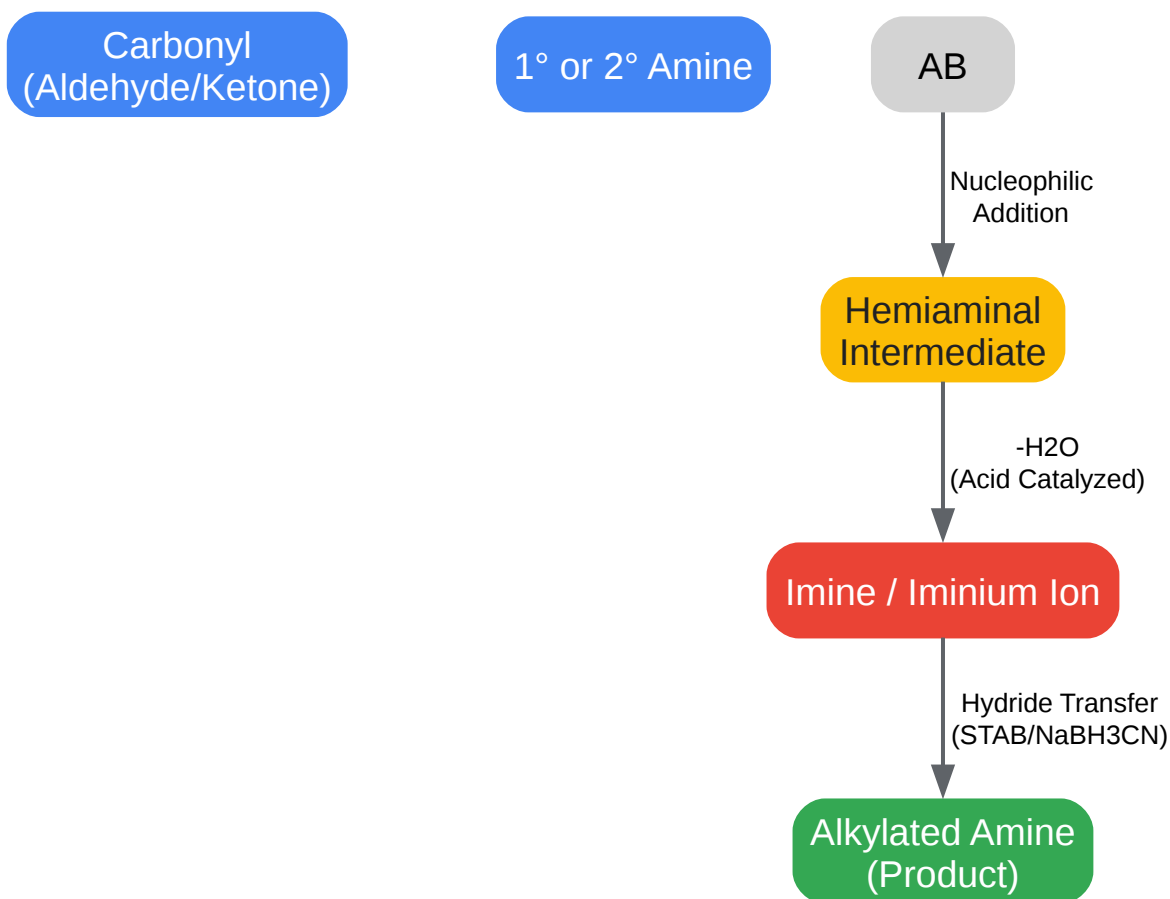 Carbonyl
(Aldehyde/Ketone)
1° or 2° Amine
AB
Nucleophilic
Addition
Hemiaminal
Intermediate
-H2O
(Acid Catalyzed)
Imine / Iminium Ion
Hydride Transfer
(STAB/NaBH3CN)
Alkylated Amine
(Product)